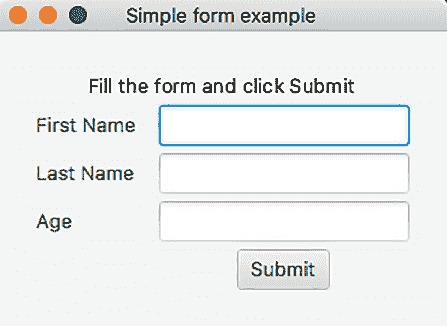 Simple form example
Fill the form and click Submit
First Name
Last Name
Age
Submit